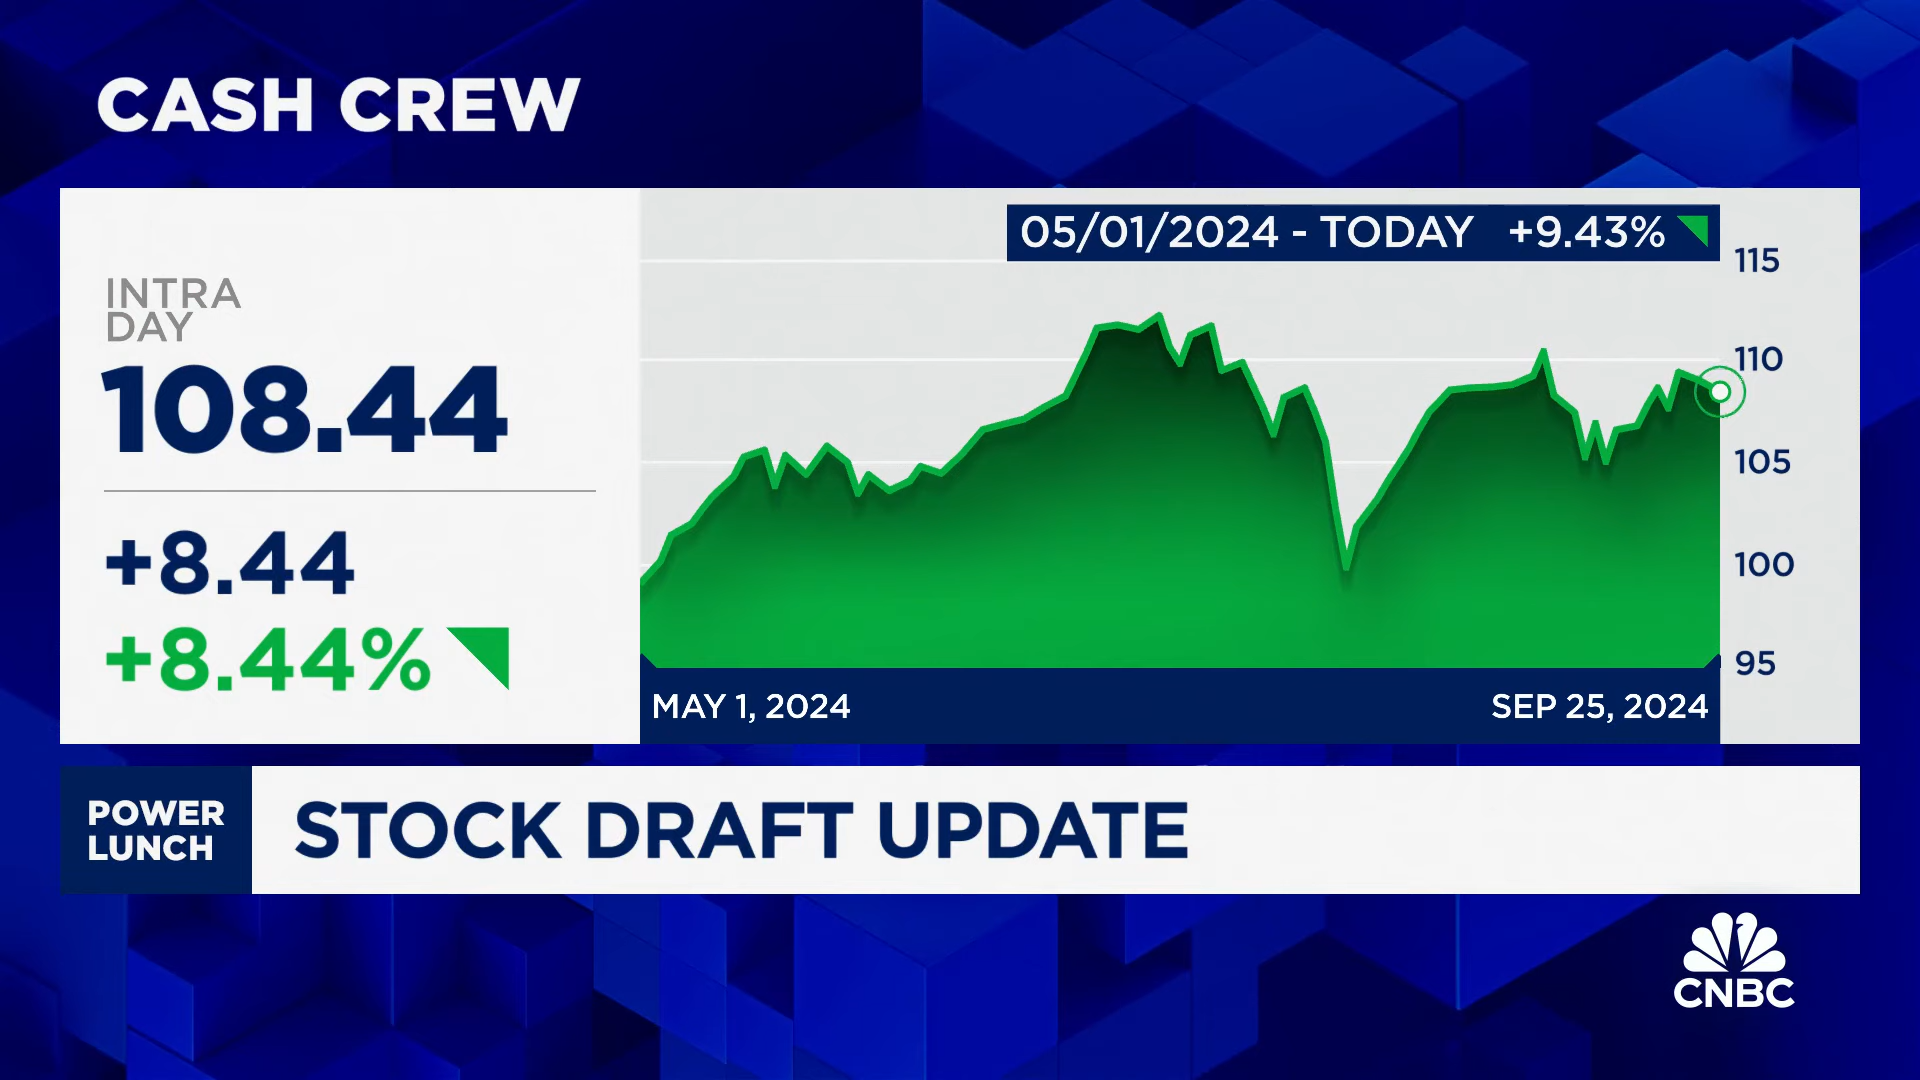 CASH CREW
05/01/2024 - TODAY +9.43%
INTRA
DAY
108.44
+8.44
+8.44%
115
110
105
100
95
MAY 1, 2024
SEP 25, 2024
POWER
LUNCH
STOCK DRAFT UPDATE
CNBC